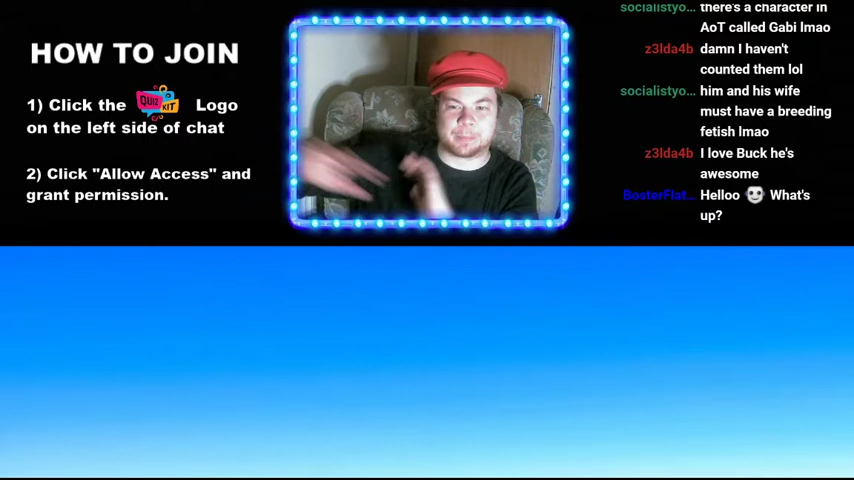 HOW TO JOIN
1) Click the QUIZ KIT Logo
on the left side of chat
2) Click "Allow Access" and
grant permission.
socialistyo... there's a character in
AoT called Gabi lmao
z3lda4b damn I haven't
counted them lol
socialistyo... him and his wife
must have a breeding
fetish lmao
z3lda4b I love Buck he's
awesome
BosterFlat... Helloo What's
up?